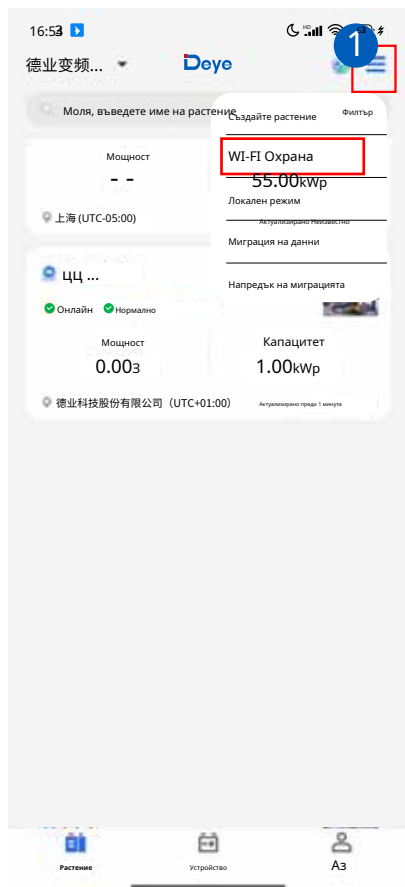 16:53
1
德业变频...
Deye
Моля, въведете име на растение
Създайте растение
Филтър
WI-FI Охрана
Мощност
- -
55.00kWp
Локален режим
上海 (UTC-05:00)
Актуализирано Неизвестно
Миграция на данни
Напредък на миграцията
цц ...
Онлайн
Нормално
Мощност
Капацитет
0.00з
1.00kWp
德业科技股份有限公司（UTC+01:00）
Актуализирано преди 1 минута
Растение
Устройство
Аз